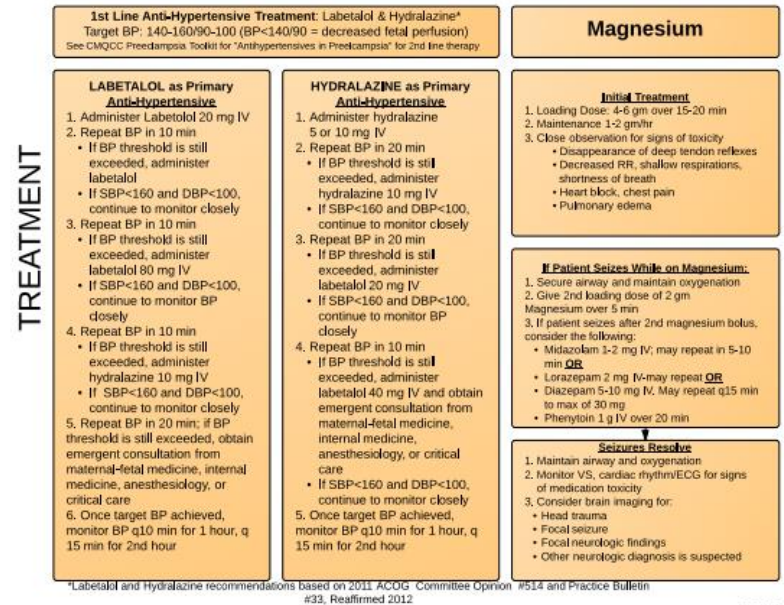 1st Line Anti-Hypertensive Treatment: Labetalol & Hydralazine*
Target BP: 140-160/90-100 (BP<140/90 = decreased fetal perfusion)
See CMQCC Preeclampsia Toolkit for "Antihypertensives in Preelcampsia" for 2nd line therapy
TREATMENT
LABETALOL as Primary
Anti-Hypertensive
1. Administer Labetolol 20 mg IV
2. Repeat BP in 10 min
• If BP threshold is still
exceeded, administer
labetalol
• If SBP<160 and DBP<100,
continue to monitor closely
3. Repeat BP in 10 min
• If BP threshold is still
exceeded, administer
labetalol 80 mg IV
• If SBP<160 and DBP<100,
continue to monitor BP
closely
4. Repeat BP in 10 min
• If BP threshold is still
exceeded, administer
hydralazine 10 mg IV
• If SBP<160 and DBP<100,
continue to monitor closely
5. Repeat BP in 20 min; if BP
threshold is still exceeded, obtain
emergent consultation from
maternal-fetal medicine, internal
medicine, anesthesiology, or
critical care
6. Once target BP achieved,
monitor BP q10 min for 1 hour, q
15 min for 2nd hour
HYDRALAZINE as Primary
Anti-Hypertensive
1. Administer hydralazine
5 or 10 mg IV
2. Repeat BP in 20 min
• If BP threshold is still
exceeded, administer
hydralazine 10 mg IV
• If SBP<160 and DBP<100,
continue to monitor closely
3. Repeat BP in 20 min
• If BP threshold is still
exceeded, administer
labetalol 20 mg IV
• If SBP<160 and DBP<100,
continue to monitor BP
closely
4. Repeat BP in 10 min
• If BP threshold is still
exceeded, administer
labetalol 40 mg IV and obtain
emergent consultation from
maternal-fetal medicine,
internal medicine,
anesthesiology, or critical
care
• If SBP<160 and DBP<100,
continue to monitor closely
5. Once target BP achieved,
monitor BP q10 min for 1 hour, q
15 min for 2nd hour
Magnesium
Initial Treatment
1. Loading Dose: 4-6 gm over 15-20 min
2. Maintenance 1-2 gm/hr
3. Close observation for signs of toxicity
• Disappearance of deep tendon reflexes
• Decreased RR, shallow respirations,
shortness of breath
• Heart block, chest pain
• Pulmonary edema
If Patient Seizes While on Magnesium:
1. Secure airway and maintain oxygenation
2. Give 2nd loading dose of 2 gm
Magnesium over 5 min
3. If patient seizes after 2nd magnesium bolus,
consider the following:
• Midazolam 1-2 mg IV; may repeat in 5-10
min OR
• Lorazepam 2 mg IV-may repeat OR
• Diazepam 5-10 mg IV, May repeat q15 min
to max of 30 mg
• Phenytoin 1 g IV over 20 min
Seizures Resolve
1. Maintain airway and oxygenation
2. Monitor VS, cardiac rhythm/ECG for signs
of medication toxicity
3. Consider brain imaging for:
• Head trauma
• Focal seizure
• Focal neurologic findings
• Other neurologic diagnosis is suspected
*Labetalol and Hydralazine recommendations based on 2011 ACOG Committee Opinion #514 and Practice Bulletin
#33, Reaffirmed 2012